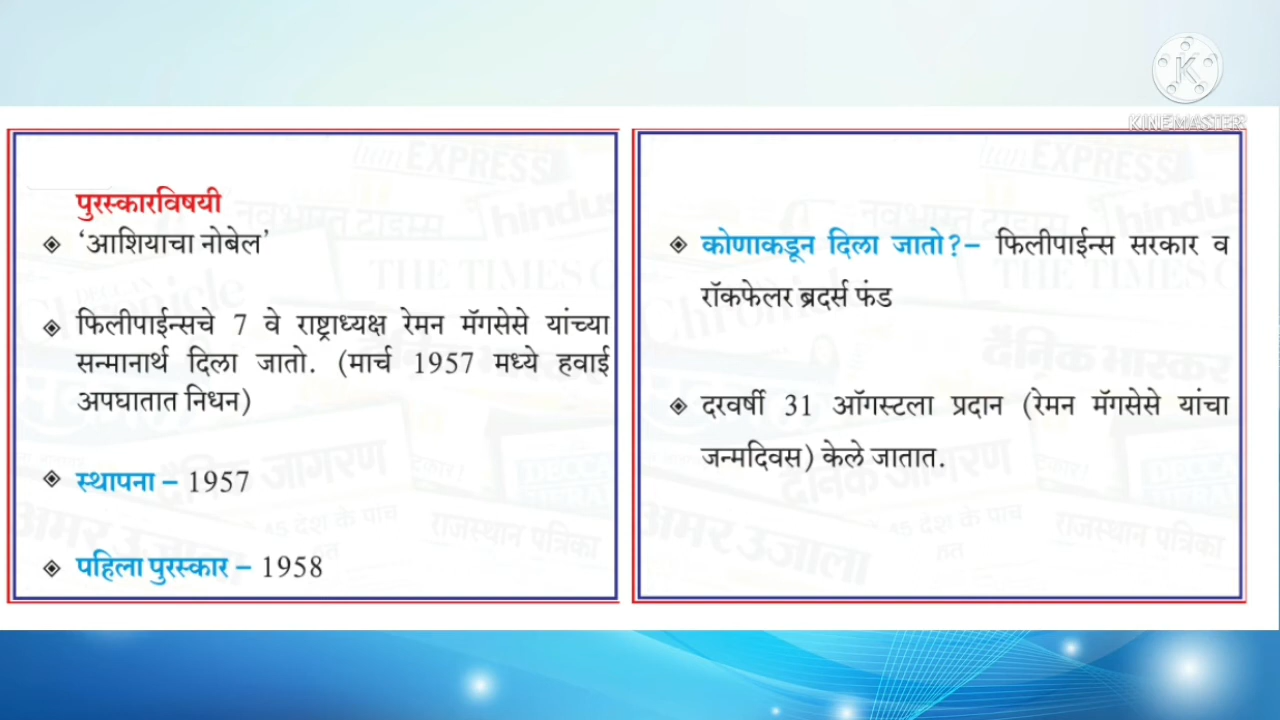 KINEMASTER
पुरस्कारविषयी
'आशियाचा नोबेल'
फिलीपाईन्सचे 7 वे राष्ट्राध्यक्ष रेमन मॅगसेसे यांच्या
सन्मानार्थ दिला जातो. (मार्च 1957 मध्ये हवाई
अपघातात निधन)
स्थापना – 1957
पहिला पुरस्कार – 1958
कोणाकडून दिला जातो?– फिलीपाईन्स सरकार व
रॉकफेलर ब्रदर्स फंड
दरवर्षी 31 ऑगस्टला प्रदान (रेमन मॅगसेसे यांचा
जन्मदिवस) केले जातात.